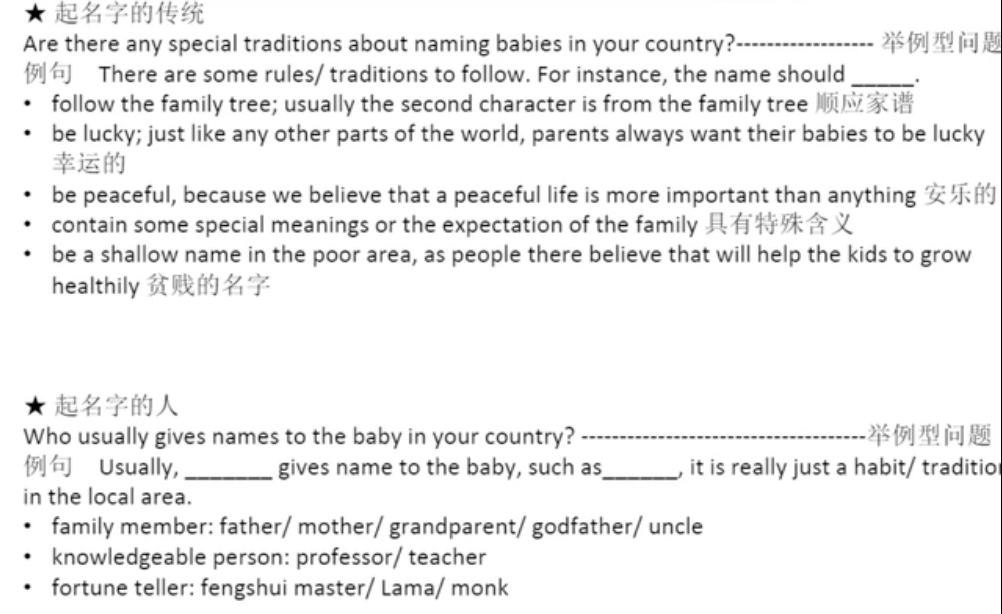 ★ 起名字的传统
Are there any special traditions about naming babies in your country?------------------ 举例型问题
例句 There are some rules/ traditions to follow. For instance, the name should _____.
• follow the family tree; usually the second character is from the family tree 顺应家谱
• be lucky; just like any other parts of the world, parents always want their babies to be lucky
幸运的
• be peaceful, because we believe that a peaceful life is more important than anything 安乐的
• contain some special meanings or the expectation of the family 具有特殊含义
• be a shallow name in the poor area, as people there believe that will help the kids to grow
healthily 贫贱的名字
★ 起名字的人
Who usually gives names to the baby in your country? -------------------------------------举例型问题
例句 Usually, _______ gives name to the baby, such as______, it is really just a habit/ traditio
in the local area.
• family member: father/ mother/ grandparent/ godfather/ uncle
• knowledgeable person: professor/ teacher
• fortune teller: fengshui master/ Lama/ monk